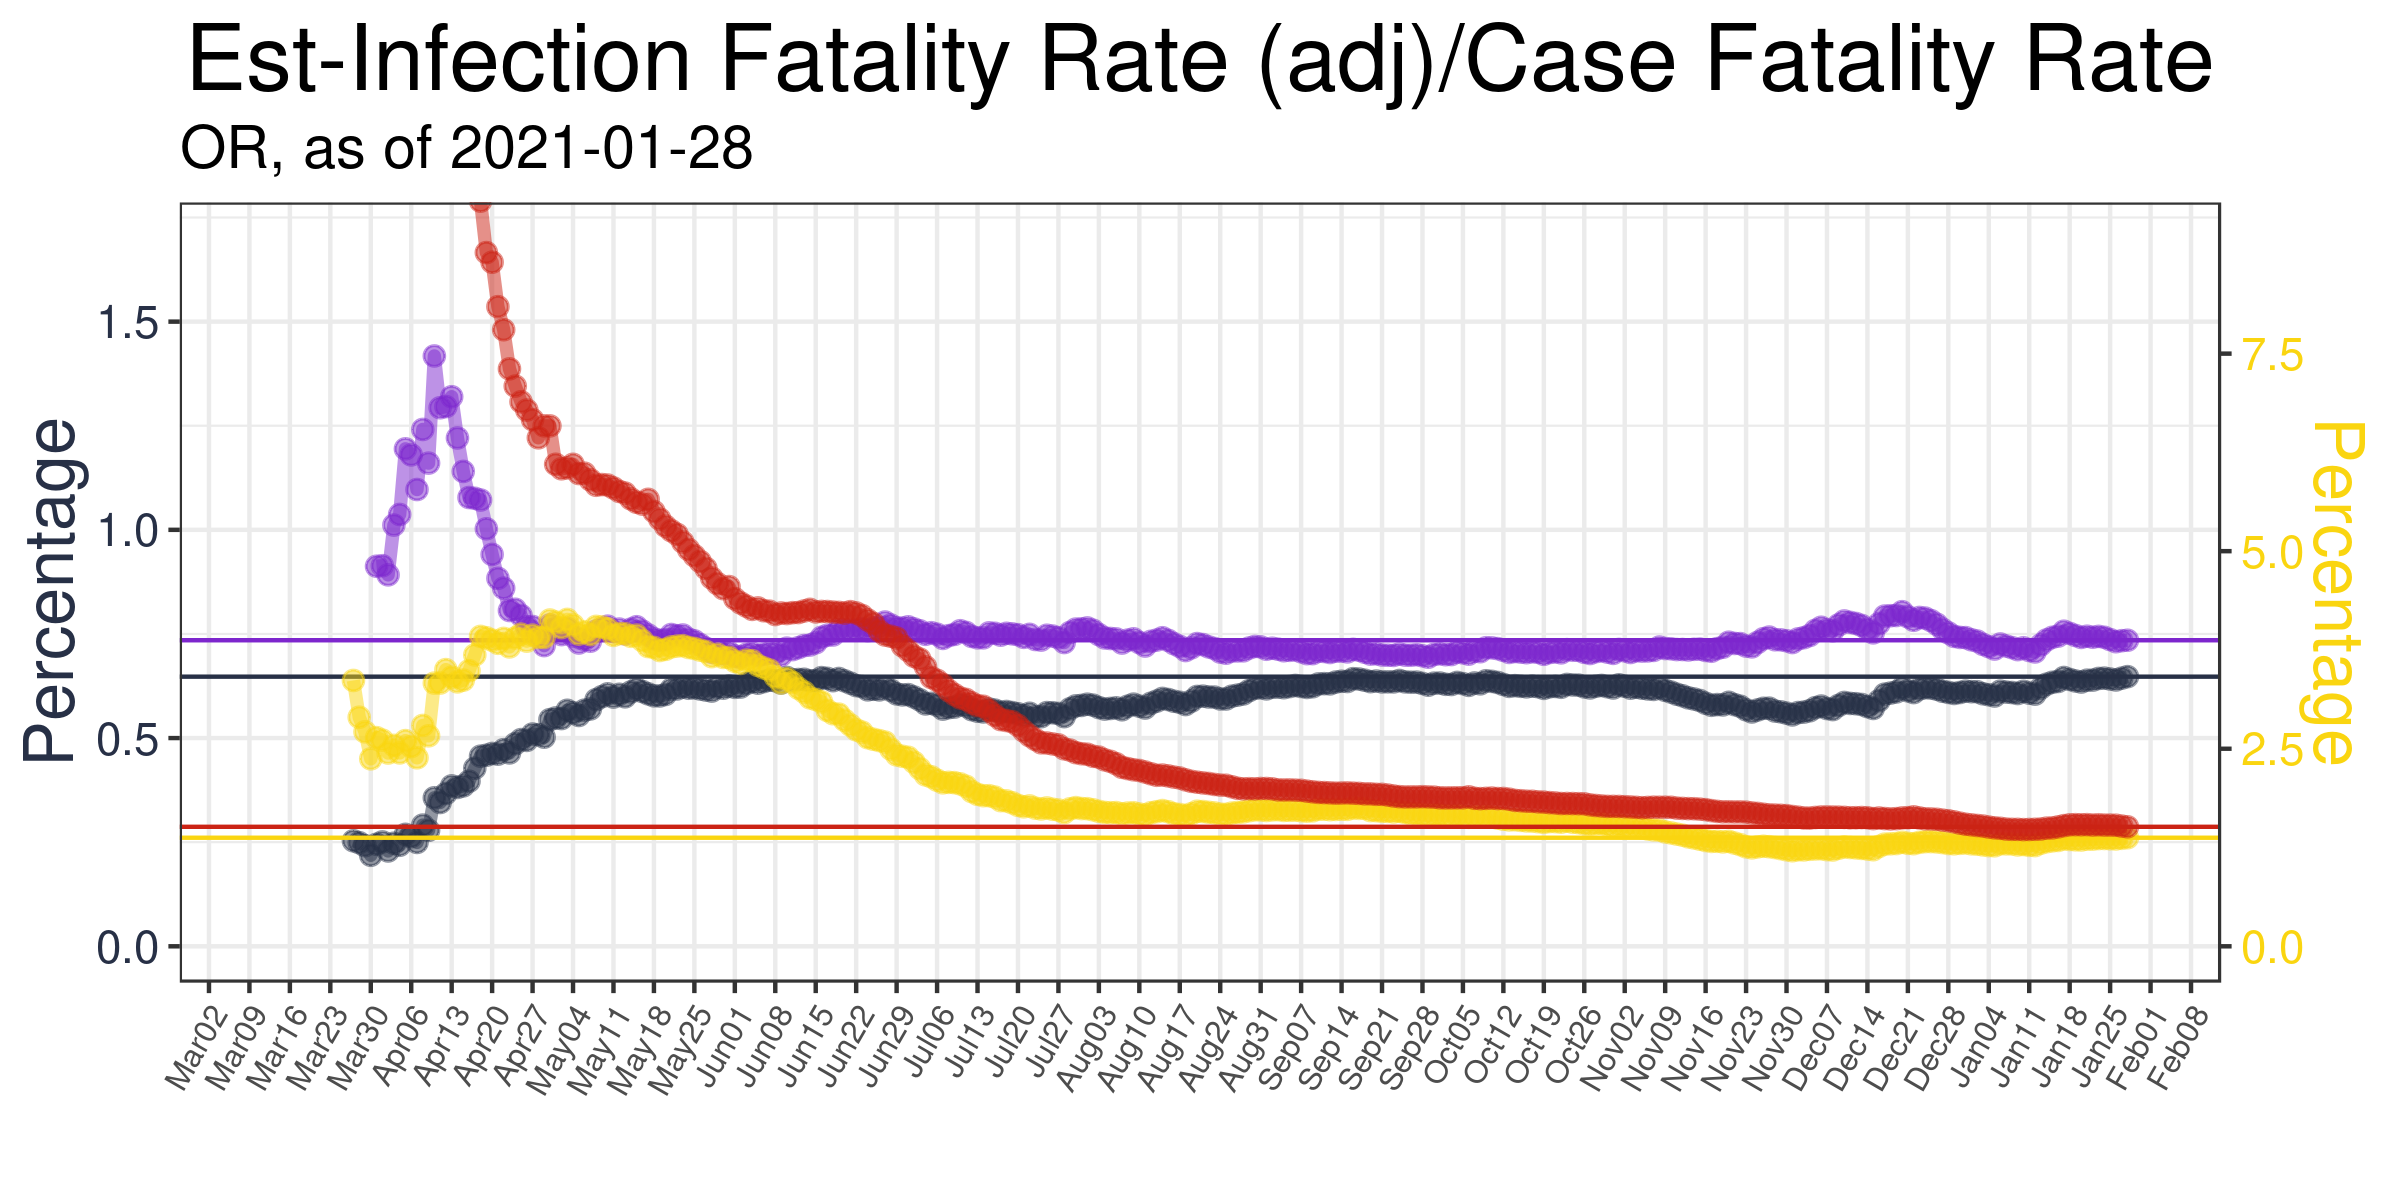 Est-Infection Fatality Rate (adj)/Case Fatality Rate
OR, as of 2021-01-28
Percentage
1.5
1.0
0.5
0.0
7.5
5.0
2.5
0.0
Percentage
Mar02
Mar09
Mar16
Mar23
Mar30
Apr06
Apr13
Apr20
Apr27
May04
May11
May18
May25
Jun01
Jun08
Jun15
Jun22
Jun29
Jul06
Jul13
Jul20
Jul27
Aug03
Aug10
Aug17
Aug24
Aug31
Sep07
Sep14
Sep21
Sep28
Oct05
Oct12
Oct19
Oct26
Nov02
Nov09
Nov16
Nov23
Nov30
Dec07
Dec14
Dec21
Dec28
Jan04
Jan11
Jan18
Jan25
Feb01
Feb08